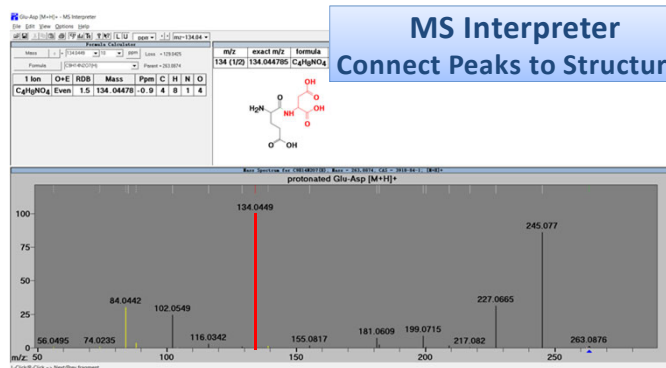 Glu-Asp [M+H]+ - MS Interpreter
File Edit View Options Help
MS Interpreter
Connect Peaks to Structur
Formula Calculator
Mass
Formula
1 Ion O+E RDB Mass Ppm C H N O
C4H8NO4 Even 1.5 134.04478 -0.9 4 8 1 4
m/z exact m/z formula
134 (1/2) 134.044785 C4H8NO4
O OH
H2N O O
NH OH
O
O OH
protonated Glu-Asp [M+H]+
134.0449
100
245.077
75
50
84.0442
227.0665
102.0549
25
181.0609 199.0715
56.0495 74.0235 116.0342 155.0817 217.082 263.0876
0
m/z: 50 100 150 200 250